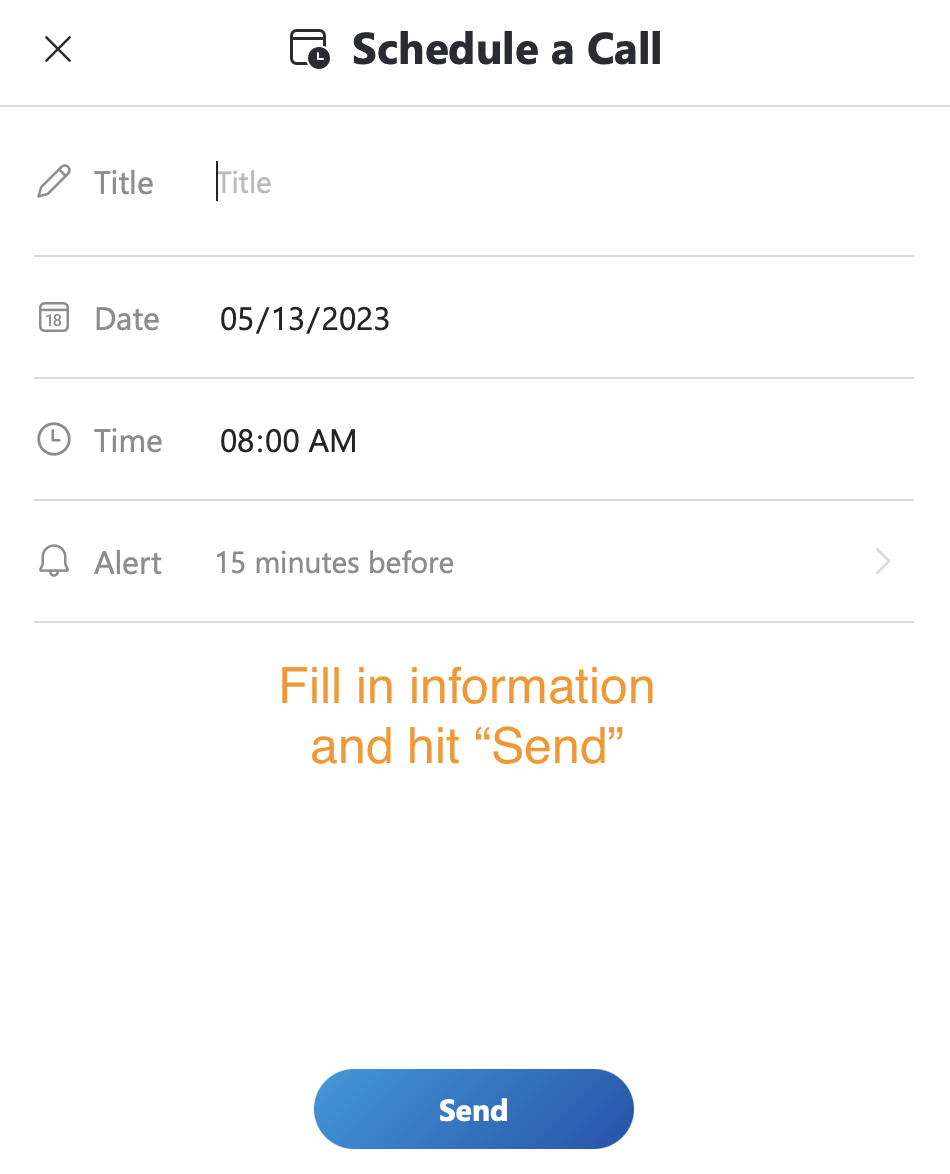 Schedule a Call
Title Title
18 Date 05/13/2023
Time 08:00 AM
Alert 15 minutes before
Fill in information
and hit “Send”
Send